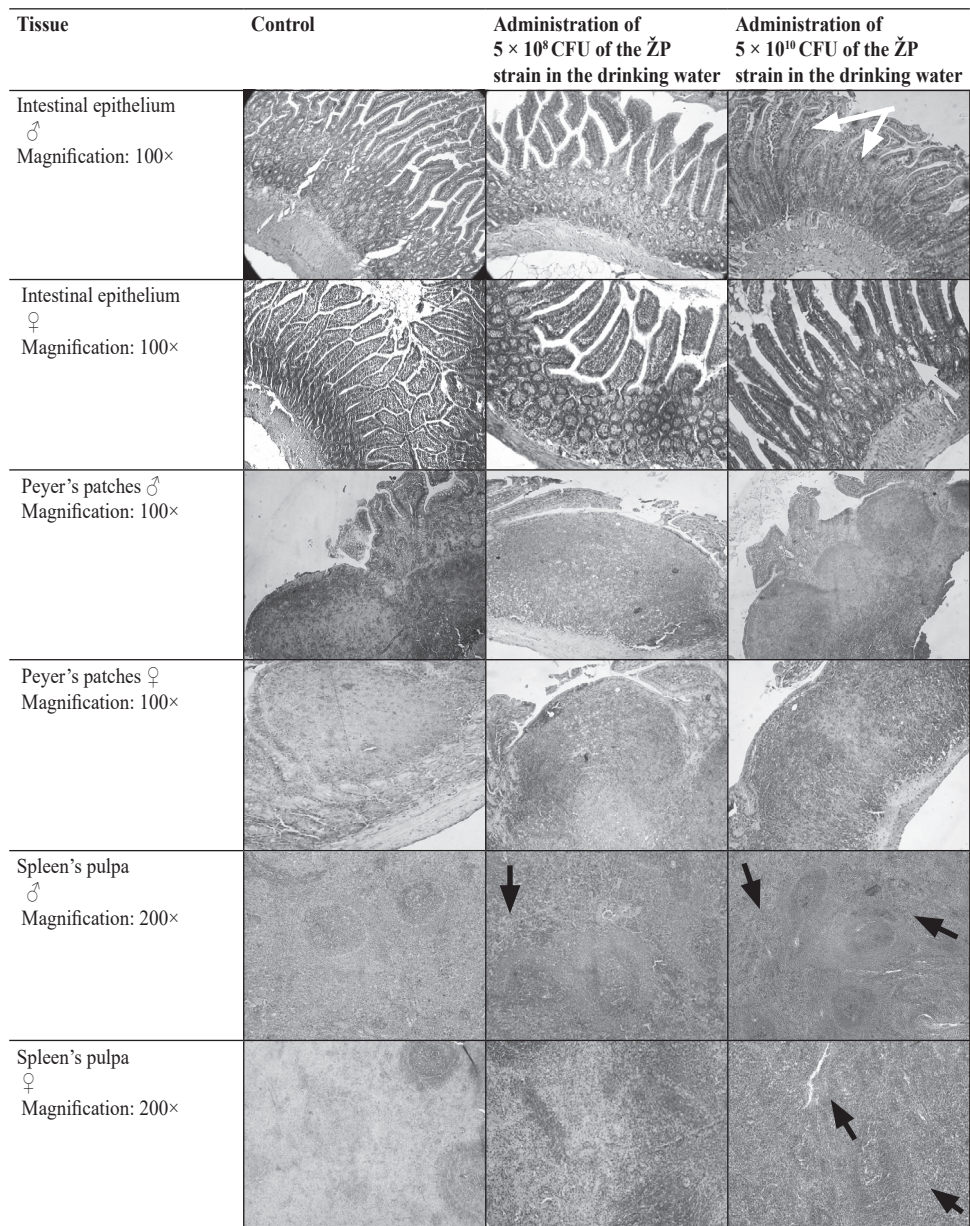 Tissue
Control
Administration of
5 × 10⁸ CFU of the ŽP
strain in the drinking water
Administration of
5 × 10¹⁰ CFU of the ŽP
strain in the drinking water
Intestinal epithelium
♂
Magnification: 100×
Intestinal epithelium
♀
Magnification: 100×
Peyer's patches ♂
Magnification: 100×
Peyer's patches ♀
Magnification: 100×
Spleen's pulpa
♂
Magnification: 200×
Spleen's pulpa
♀
Magnification: 200×